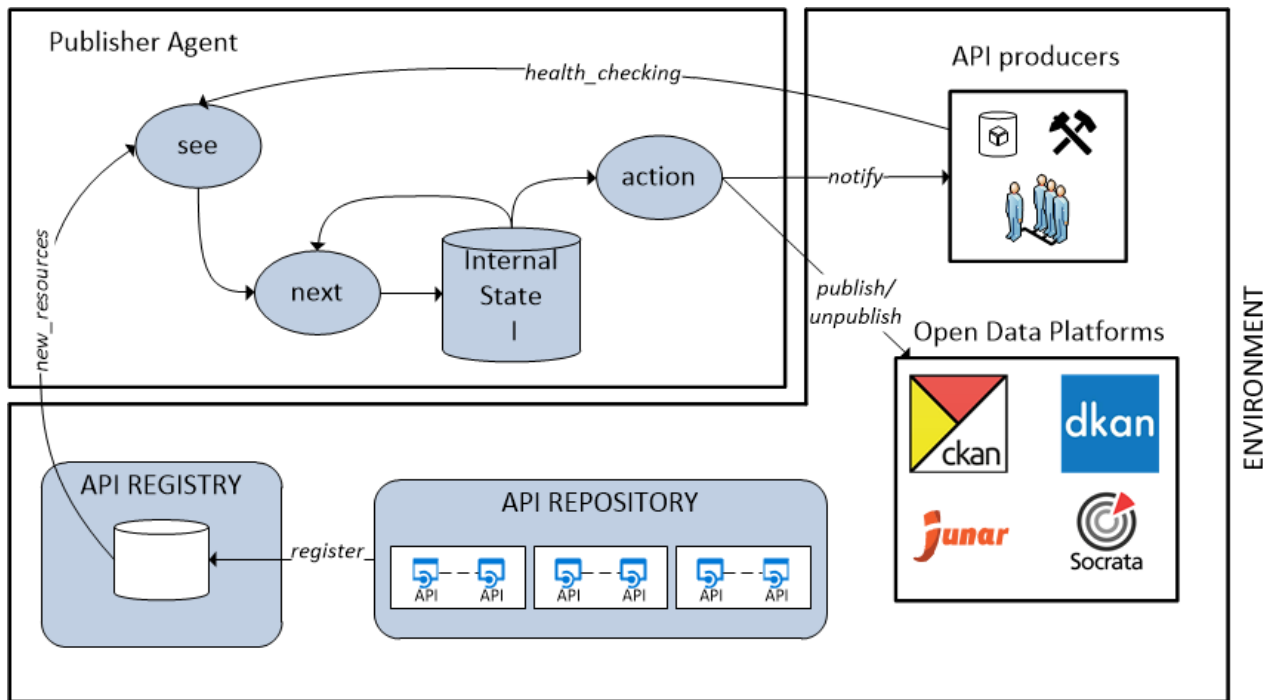 Publisher Agent
health_checking
API producers
see
action
notify
new_resources
next
Internal
State
I
publish/
unpublish
Open Data Platforms
ENVIRONMENT
ckan
dkan
junar
Socrata
API REGISTRY
API REPOSITORY
register
API API API API API API